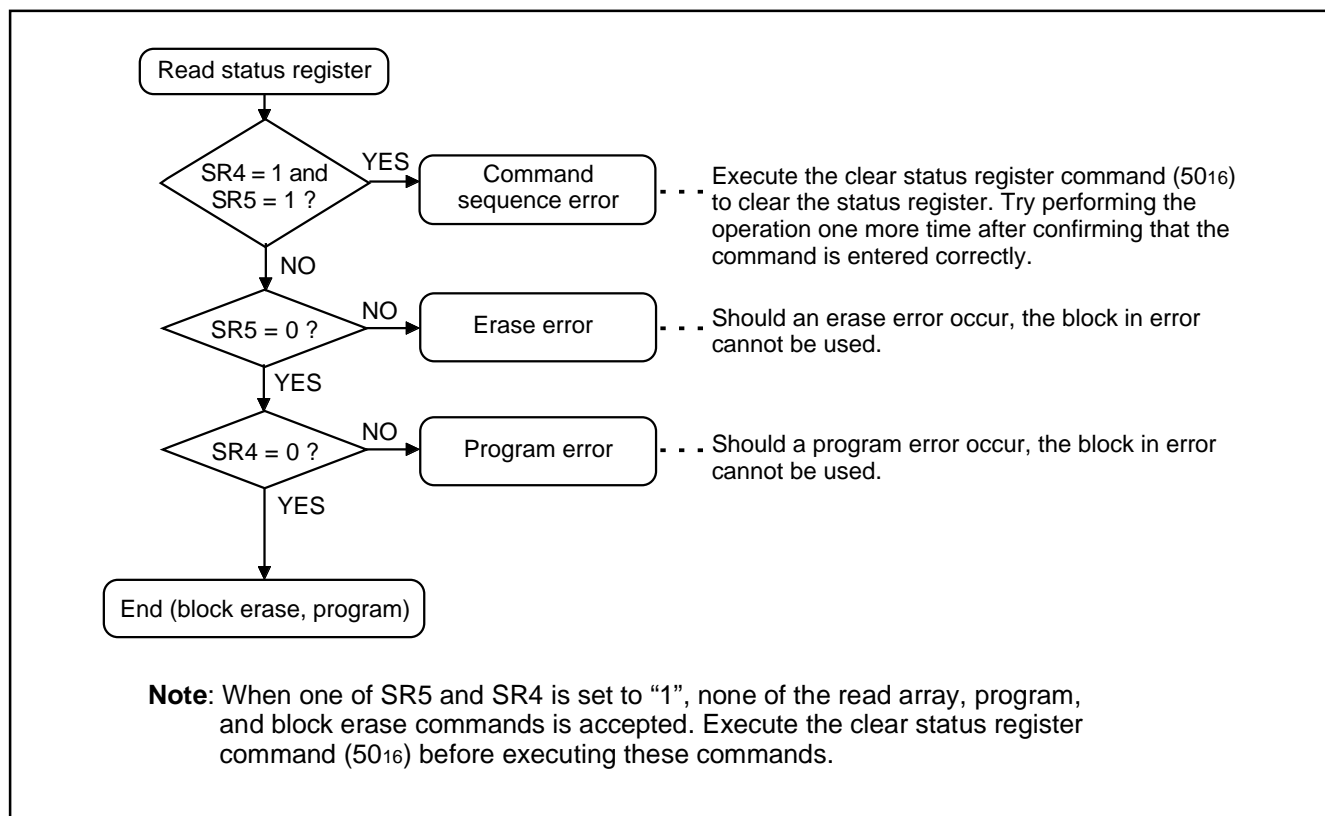 Read status register
SR4 = 1 and
SR5 = 1 ?
YES
Command
sequence error
Execute the clear status register command (5016)
to clear the status register. Try performing the
operation one more time after confirming that the
command is entered correctly.
NO
SR5 = 0 ?
NO
Erase error
Should an erase error occur, the block in error
cannot be used.
YES
SR4 = 0 ?
NO
Program error
Should a program error occur, the block in error
cannot be used.
YES
End (block erase, program)
Note: When one of SR5 and SR4 is set to “1”, none of the read array, program,
and block erase commands is accepted. Execute the clear status register
command (5016) before executing these commands.